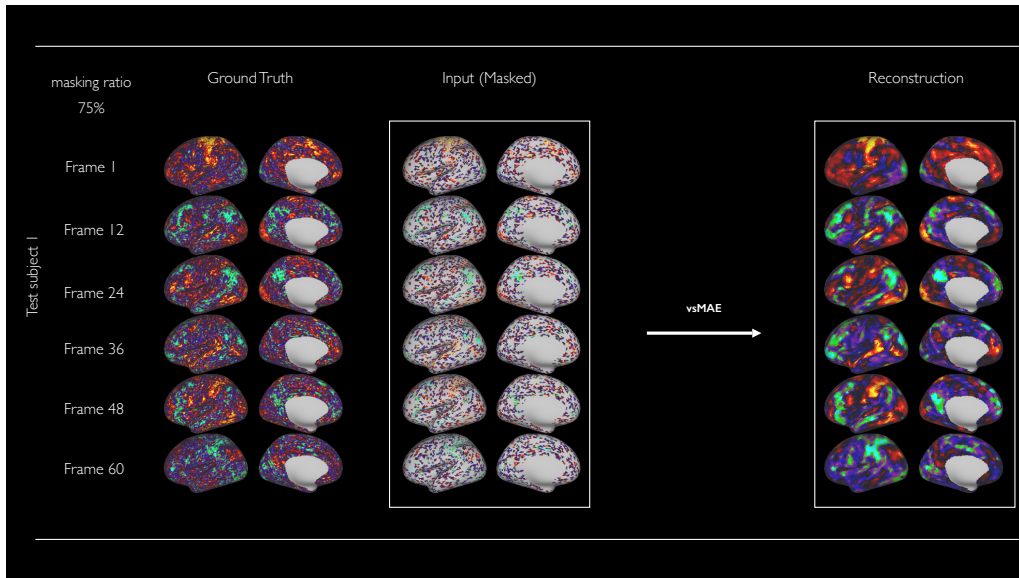 masking ratio
75%
Ground Truth
Input (Masked)
Reconstruction
Test subject 1
Frame 1
Frame 12
Frame 24
Frame 36
Frame 48
Frame 60
vsMAE